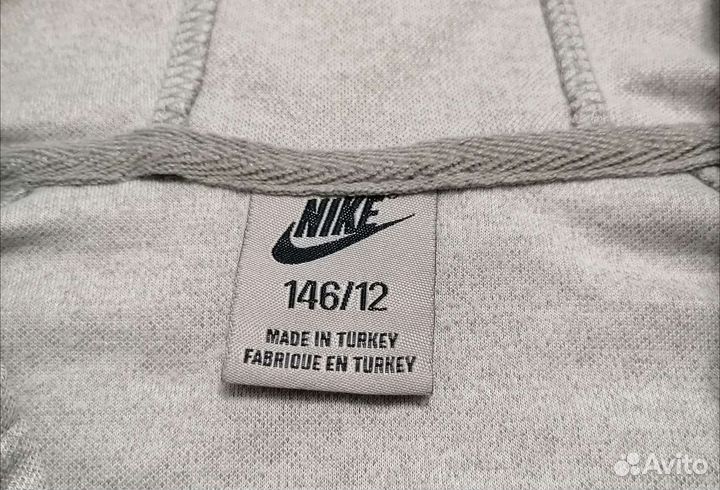 NIKE
146/12
MADE IN TURKEY
FABRIQUE EN TURKEY
Avito